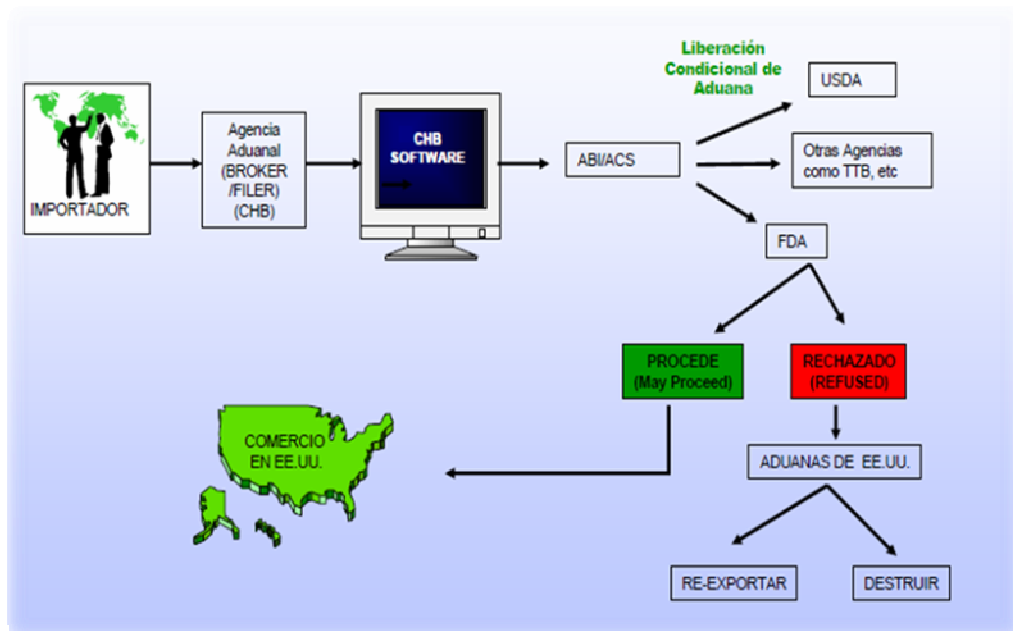 Liberación
Condicional de
Aduana
USDA
IMPORTADOR
Agencia
Aduanal
(BROKER
/FILER)
(CHB)
CHB
SOFTWARE
ABI/ACS
Otras Agencias
como TTB, etc
FDA
PROCEDE
(May Proceed)
RECHAZADO
(REFUSED)
COMERCIO
EN EE.UU.
ADUANAS DE EE.UU.
RE-EXPORTAR
DESTRUIR